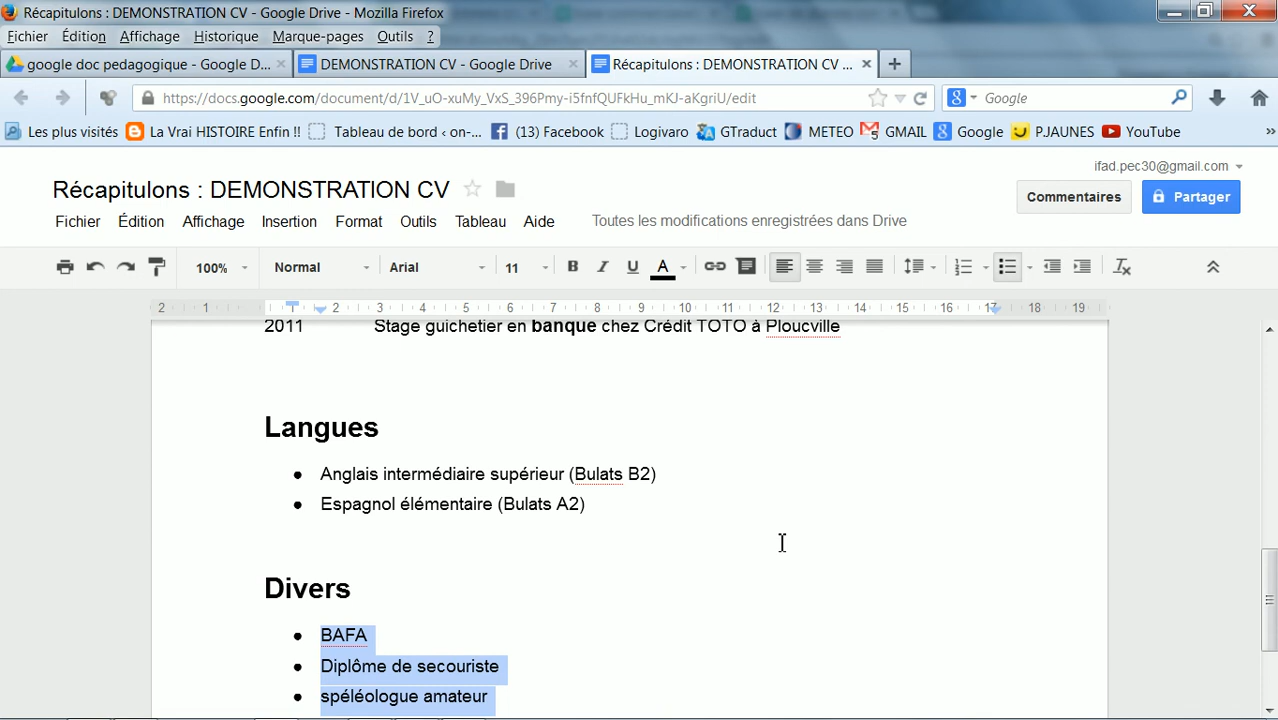 Récapitulons : DEMONSTRATION CV - Google Drive - Mozilla Firefox
Fichier Édition Affichage Historique Marque-pages Outils ?
google doc pedagogique - Google D... DEMONSTRATION CV - Google Drive Récapitulons : DEMONSTRATION CV ...
https://docs.google.com/document/d/1V_uO-xuMy_VxS_396Pmy-i5fnfQUFkHu_mKJ-aKgriU/edit Google
Les plus visités La Vrai HISTOIRE Enfin !! Tableau de bord ‹ on-... (13) Facebook Logivaro GTraduct METEO GMAIL Google PJAUNES YouTube »
ifad.pec30@gmail.com
Récapitulons : DEMONSTRATION CV
Commentaires Partager
Fichier Édition Affichage Insertion Format Outils Tableau Aide Toutes les modifications enregistrées dans Drive
100% Normal Arial 11 B I U A
2 1 1 2 3 4 5 6 7 8 9 10 11 12 13 14 15 16 17 18 19
2011 Stage guichetier en banque chez Crédit TOTO à Ploucville
Langues
● Anglais intermédiaire supérieur (Bulats B2)
● Espagnol élémentaire (Bulats A2)
Divers
● BAFA
● Diplôme de secouriste
● spéléologue amateur